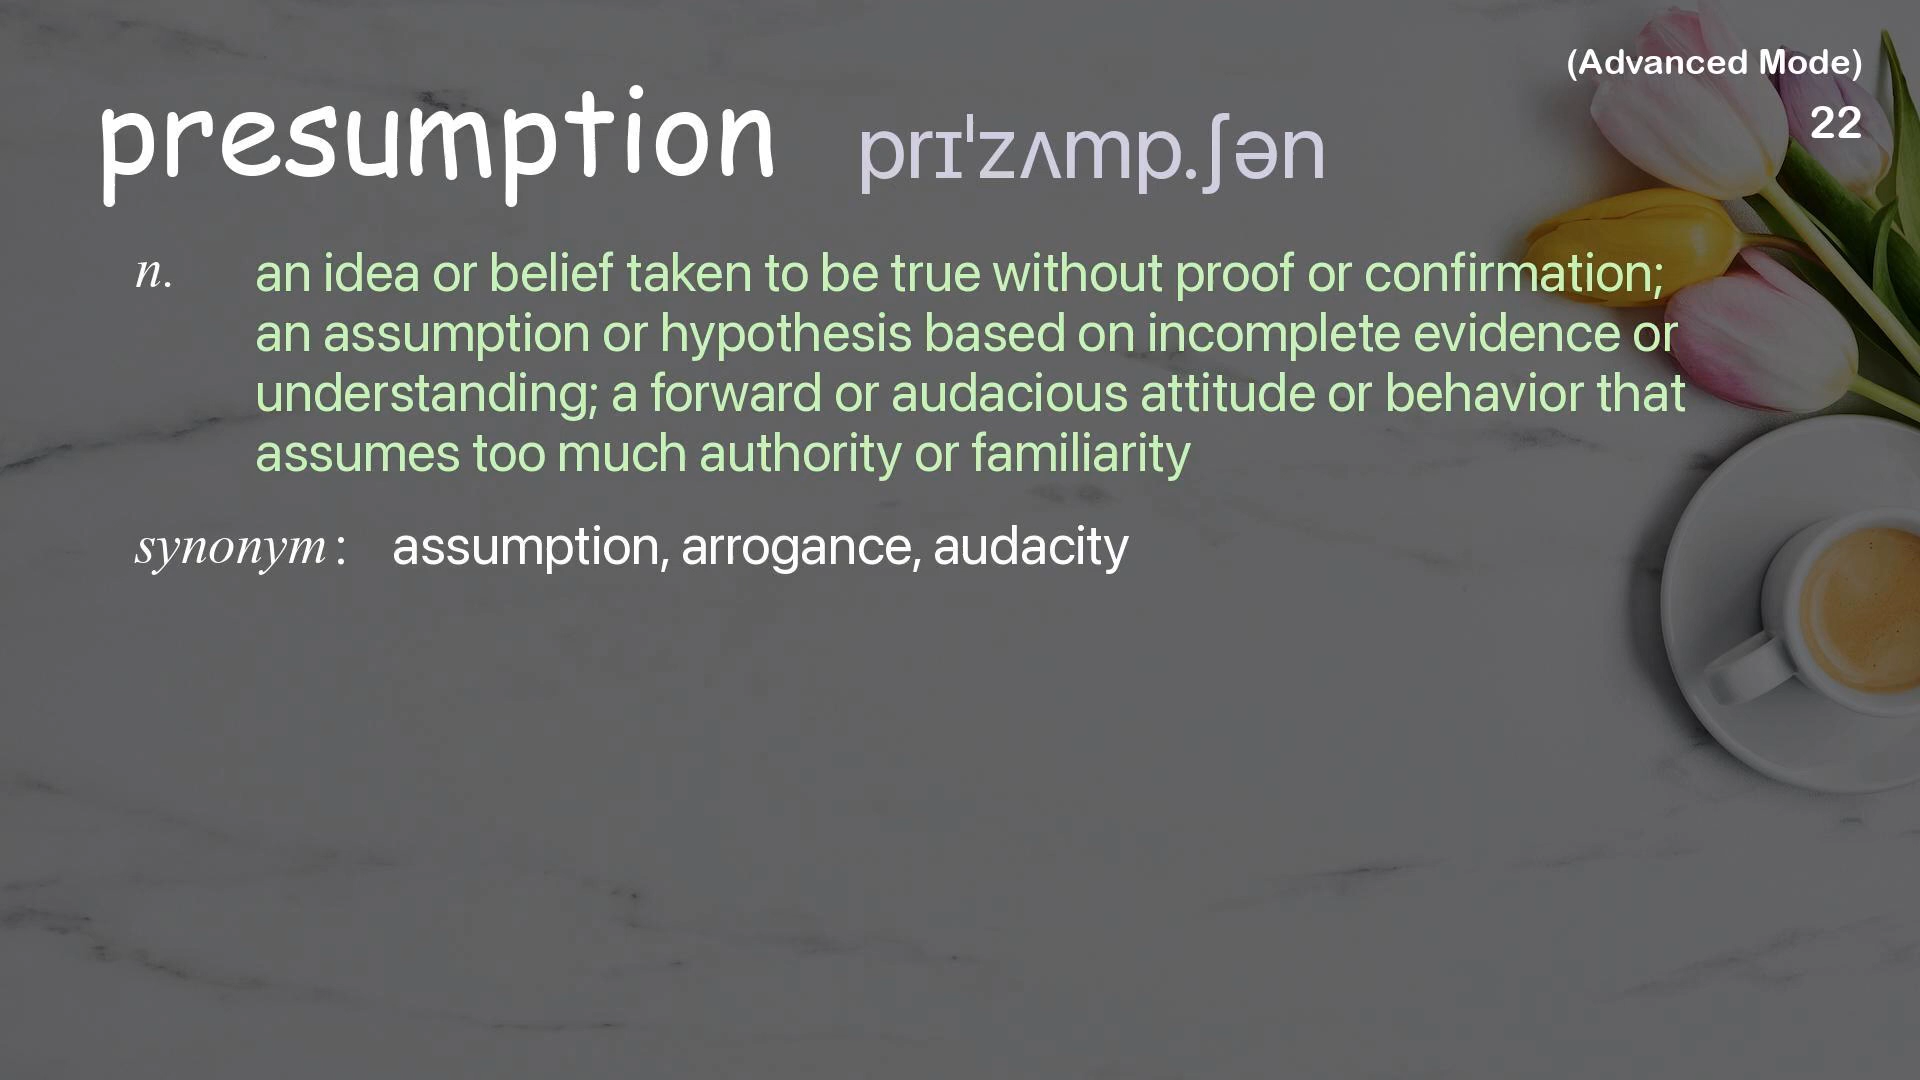 (Advanced Mode)
22
presumption prɪˈzʌmp.ʃən
n. an idea or belief taken to be true without proof or confirmation;
an assumption or hypothesis based on incomplete evidence or
understanding; a forward or audacious attitude or behavior that
assumes too much authority or familiarity
synonym : assumption, arrogance, audacity